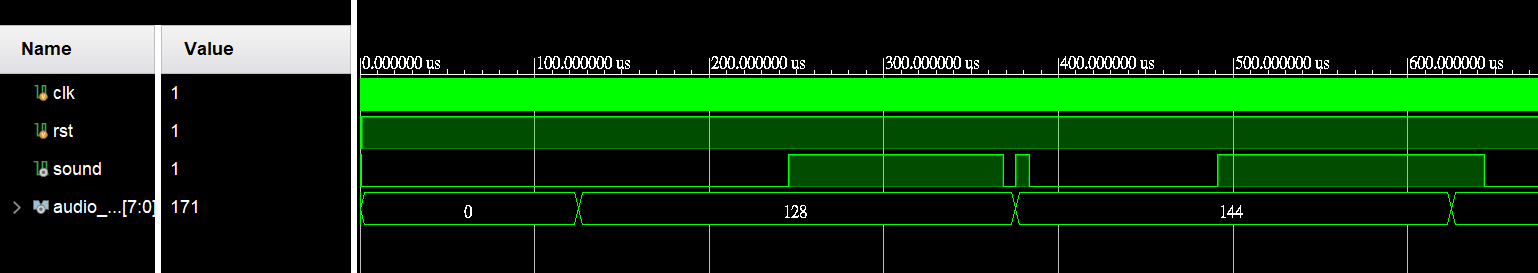 Name Value
0.000000 us 100.000000 us 200.000000 us 300.000000 us 400.000000 us 500.000000 us 600.000000 us
clk 1
rst 1
sound 1
audio_...[7:0] 171 0 128 144